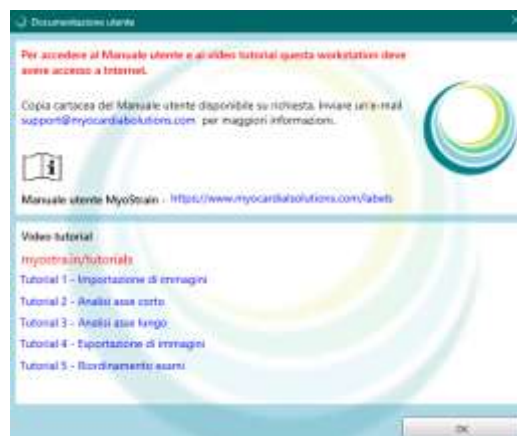 Documentazione utente
Per accedere al Manuale utente e ai video tutorial questa workstation deve
avere accesso a Internet.
Copia cartacea del Manuale utente disponibile su richiesta. Inviare un'e-mail
support@myocardialsolutions.com per maggiori informazioni.
Manuale utente MyoStrain - https://www.myocardialsolutions.com/labels
Video tutorial
myostrain/tutorials
Tutorial 1 - Importazione di immagini
Tutorial 2 - Analisi asse corto
Tutorial 3 - Analisi asse lungo
Tutorial 4 - Esportazione di immagini
Tutorial 5 - Riordinamento esami
OK